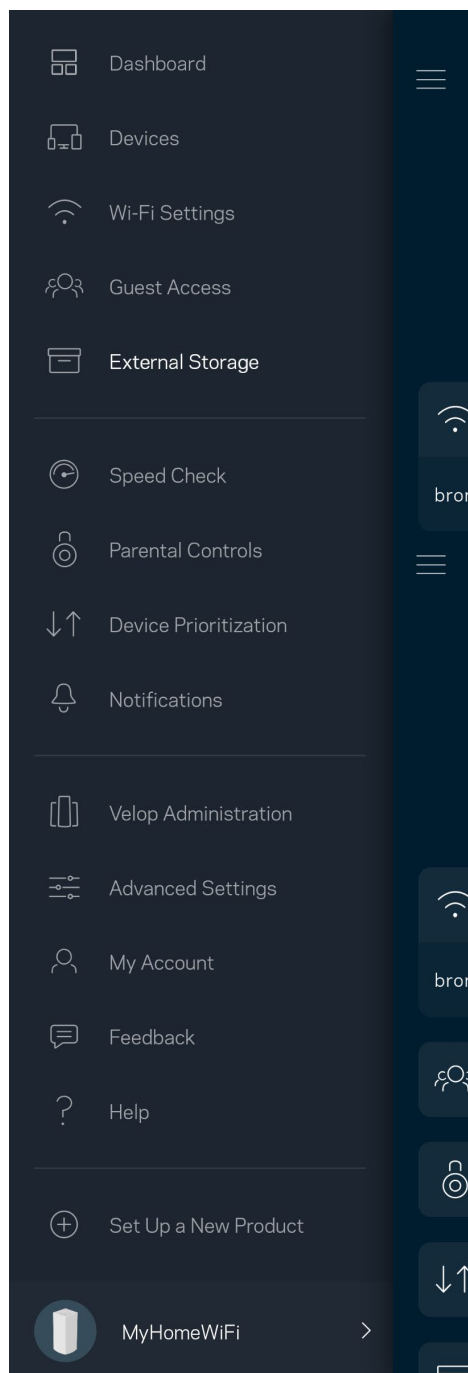 Dashboard
Devices
Wi-Fi Settings
Guest Access
External Storage
Speed Check
Parental Controls
Device Prioritization
Notifications
Velop Administration
Advanced Settings
My Account
Feedback
Help
Set Up a New Product
MyHomeWiFi